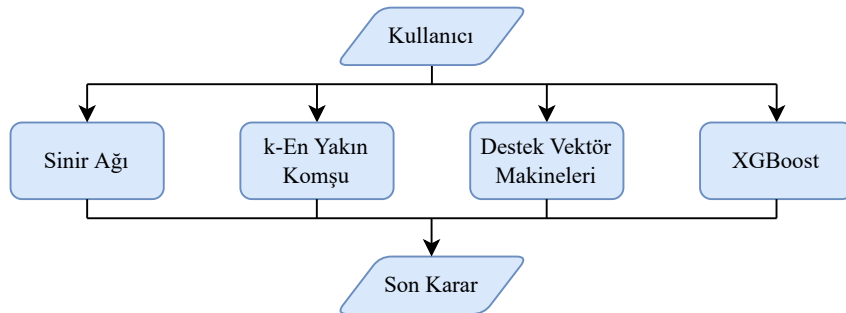 Kullanıcı
Sinir Ağı
k-En Yakın
Komşu
Destek Vektör
Makineleri
XGBoost
Son Karar